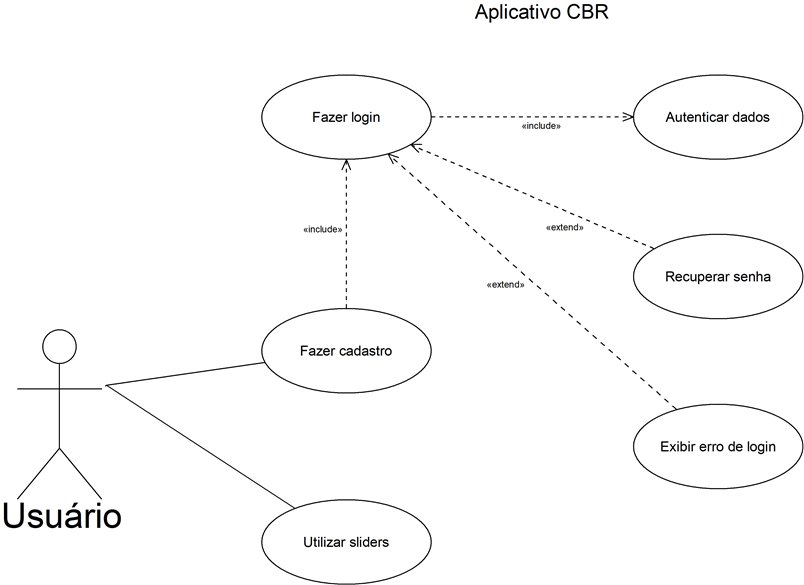 Aplicativo CBR
Fazer login
Autenticar dados
«include»
«include»
«extend»
Recuperar senha
«extend»
Fazer cadastro
Exibir erro de login
Usuário
Utilizar sliders